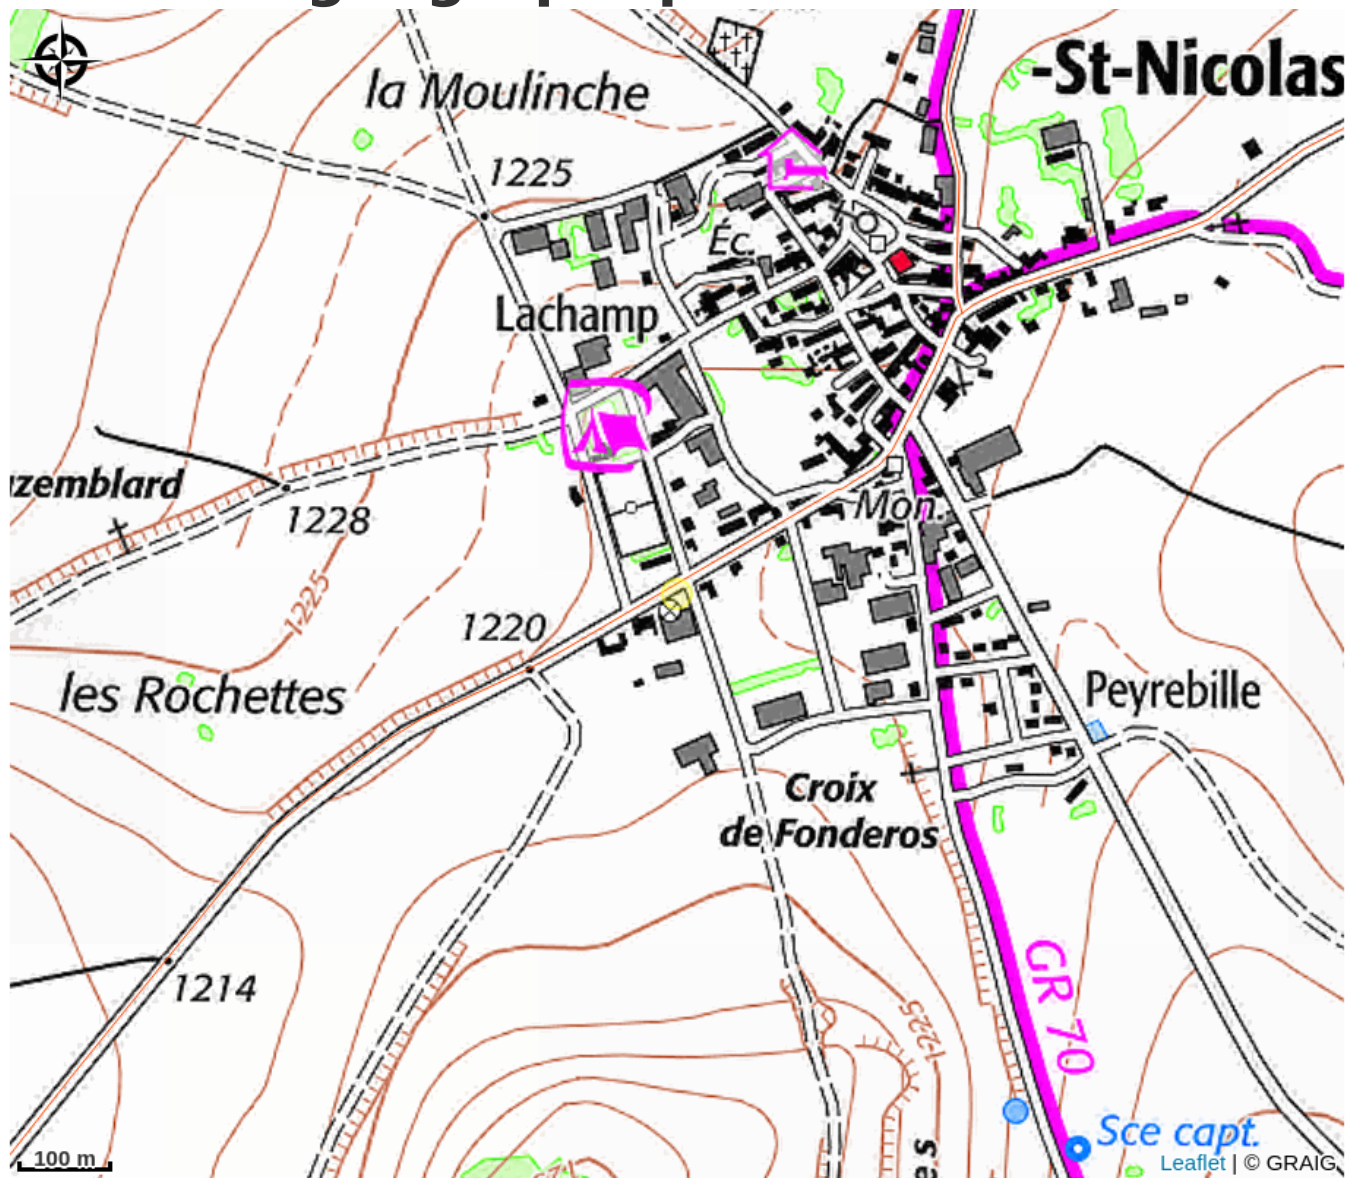 -St-Nicolas
la Moulinche
1225
Éc.
Lachamp
zemblard
1228
Mon.
1225
1220
les Rochettes
Peyrebille
Croix
de Fonderos
GR 70
1214
1225
Sce capt.
es
100 m
Leaflet | © GRAIG